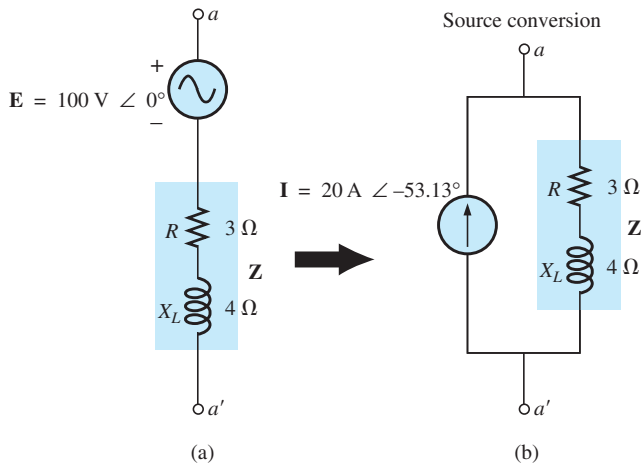 a
+
E = 100 V ∠ 0°
–
R
3 Ω
Z
X_L
4 Ω
a′
(a)
Source conversion
a
I = 20 A ∠–53.13°
R
3 Ω
Z
X_L
4 Ω
a′
(b)